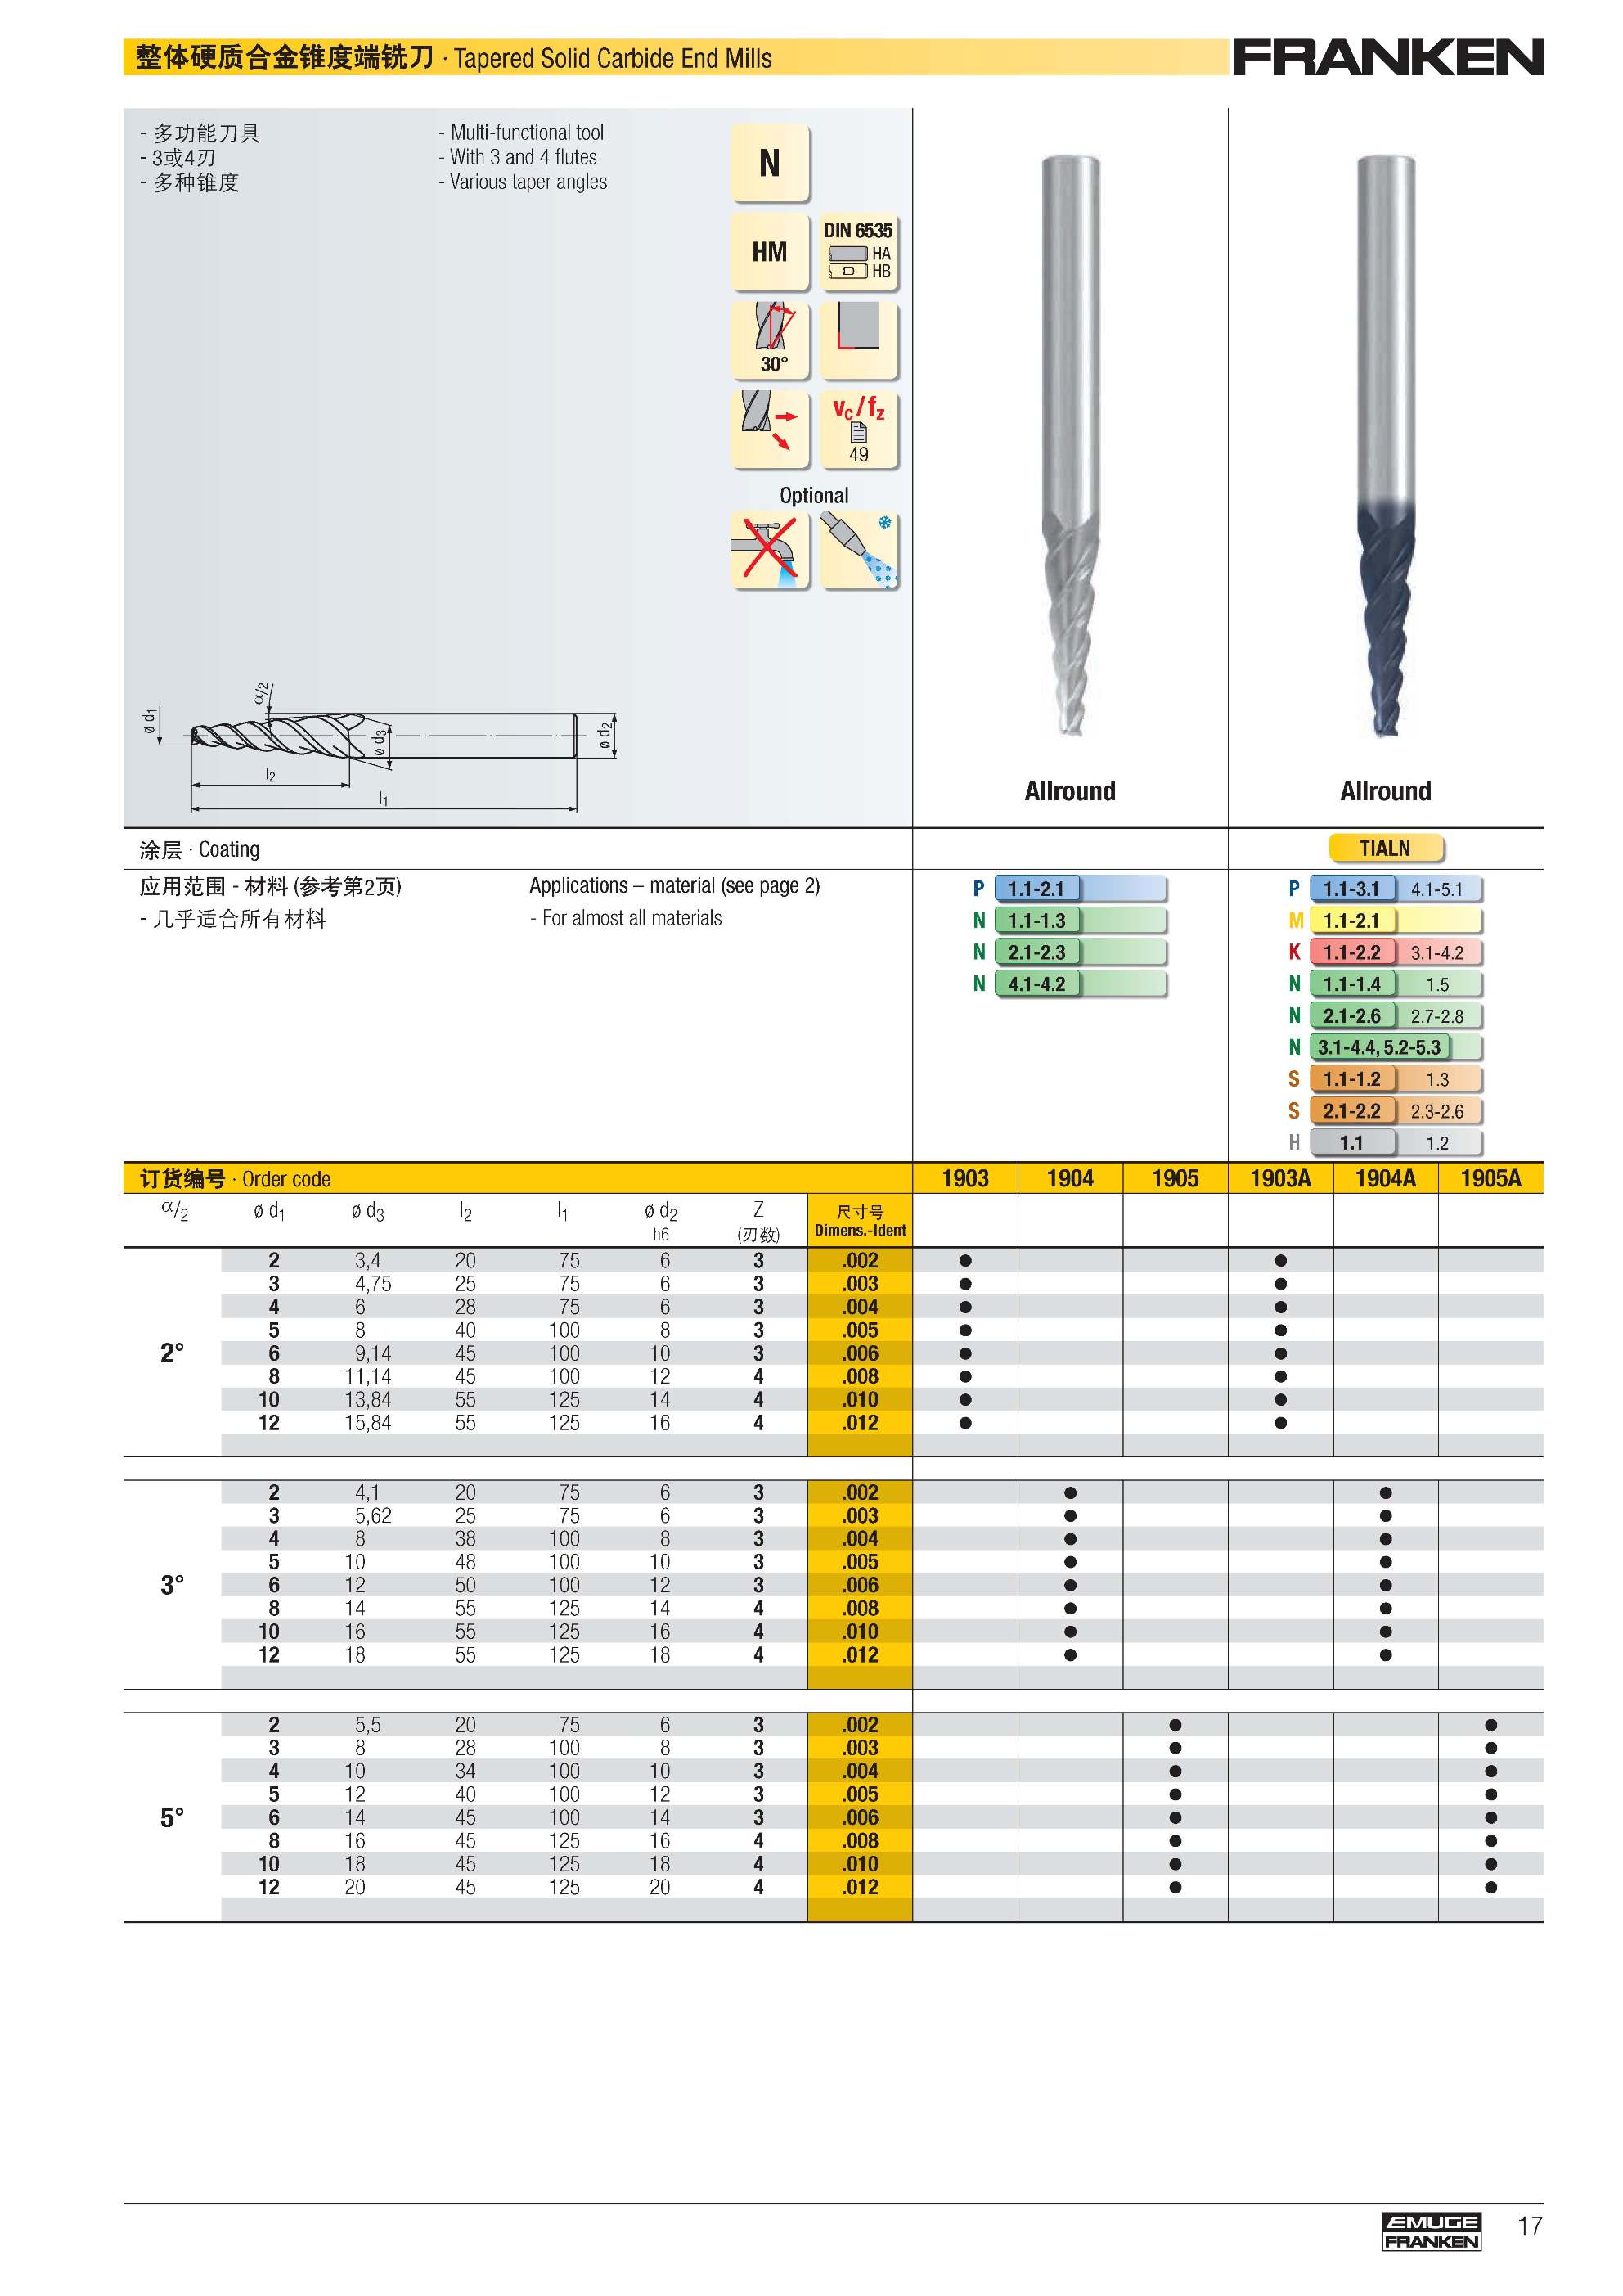 整体硬质合金锥度端铣刀 · Tapered Solid Carbide End Mills
FRANKEN
- 多功能刀具
- 3或4刃
- 多种锥度
- Multi-functional tool
- With 3 and 4 flutes
- Various taper angles
N
HM
DIN 6535
HA
HB
30°
vc/fz
49
Optional
α/2
ø d1
ø d3
ø d2
l2
l1
Allround
Allround
涂层 · Coating
TIALN
应用范围 - 材料 (参考第2页)
- 几乎适合所有材料
Applications – material (see page 2)
- For almost all materials
P 1.1-2.1
N 1.1-1.3
N 2.1-2.3
N 4.1-4.2
P 1.1-3.1 4.1-5.1
M 1.1-2.1
K 1.1-2.2 3.1-4.2
N 1.1-1.4 1.5
N 2.1-2.6 2.7-2.8
N 3.1-4.4, 5.2-5.3
S 1.1-1.2 1.3
S 2.1-2.2 2.3-2.6
H 1.1 1.2
订货编号 · Order code 1903 1904 1905 1903A 1904A 1905A
α/2 ø d1 ø d3 l2 l1 ø d2 Z 尺寸号
h6 (刃数) Dimens.-Ident
2 3,4 20 75 6 3 .002 ● ●
3 4,75 25 75 6 3 .003 ● ●
4 6 28 75 6 3 .004 ● ●
5 8 40 100 8 3 .005 ● ●
2° 6 9,14 45 100 10 3 .006 ● ●
8 11,14 45 100 12 4 .008 ● ●
10 13,84 55 125 14 4 .010 ● ●
12 15,84 55 125 16 4 .012 ● ●
2 4,1 20 75 6 3 .002 ● ●
3 5,62 25 75 6 3 .003 ● ●
4 8 38 100 8 3 .004 ● ●
5 10 48 100 10 3 .005 ● ●
3° 6 12 50 100 12 3 .006 ● ●
8 14 55 125 14 4 .008 ● ●
10 16 55 125 16 4 .010 ● ●
12 18 55 125 18 4 .012 ● ●
2 5,5 20 75 6 3 .002 ● ●
3 8 28 100 8 3 .003 ● ●
4 10 34 100 10 3 .004 ● ●
5 12 40 100 12 3 .005 ● ●
5° 6 14 45 100 14 3 .006 ● ●
8 16 45 125 16 4 .008 ● ●
10 18 45 125 18 4 .010 ● ●
12 20 45 125 20 4 .012 ● ●
EMUGE
FRANKEN
17